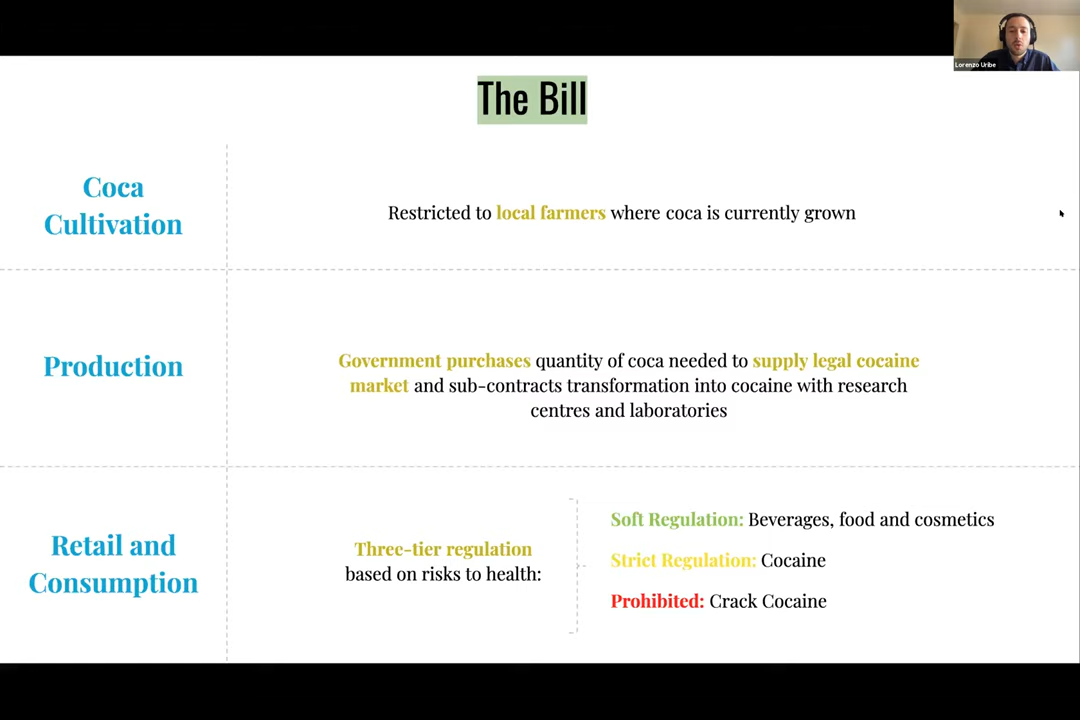 Lorenzo Uribe
The Bill
Coca
Cultivation
Restricted to local farmers where coca is currently grown
Production
Government purchases quantity of coca needed to supply legal cocaine
market and sub-contracts transformation into cocaine with research
centres and laboratories
Retail and
Consumption
Three-tier regulation
based on risks to health:
Soft Regulation: Beverages, food and cosmetics
Strict Regulation: Cocaine
Prohibited: Crack Cocaine